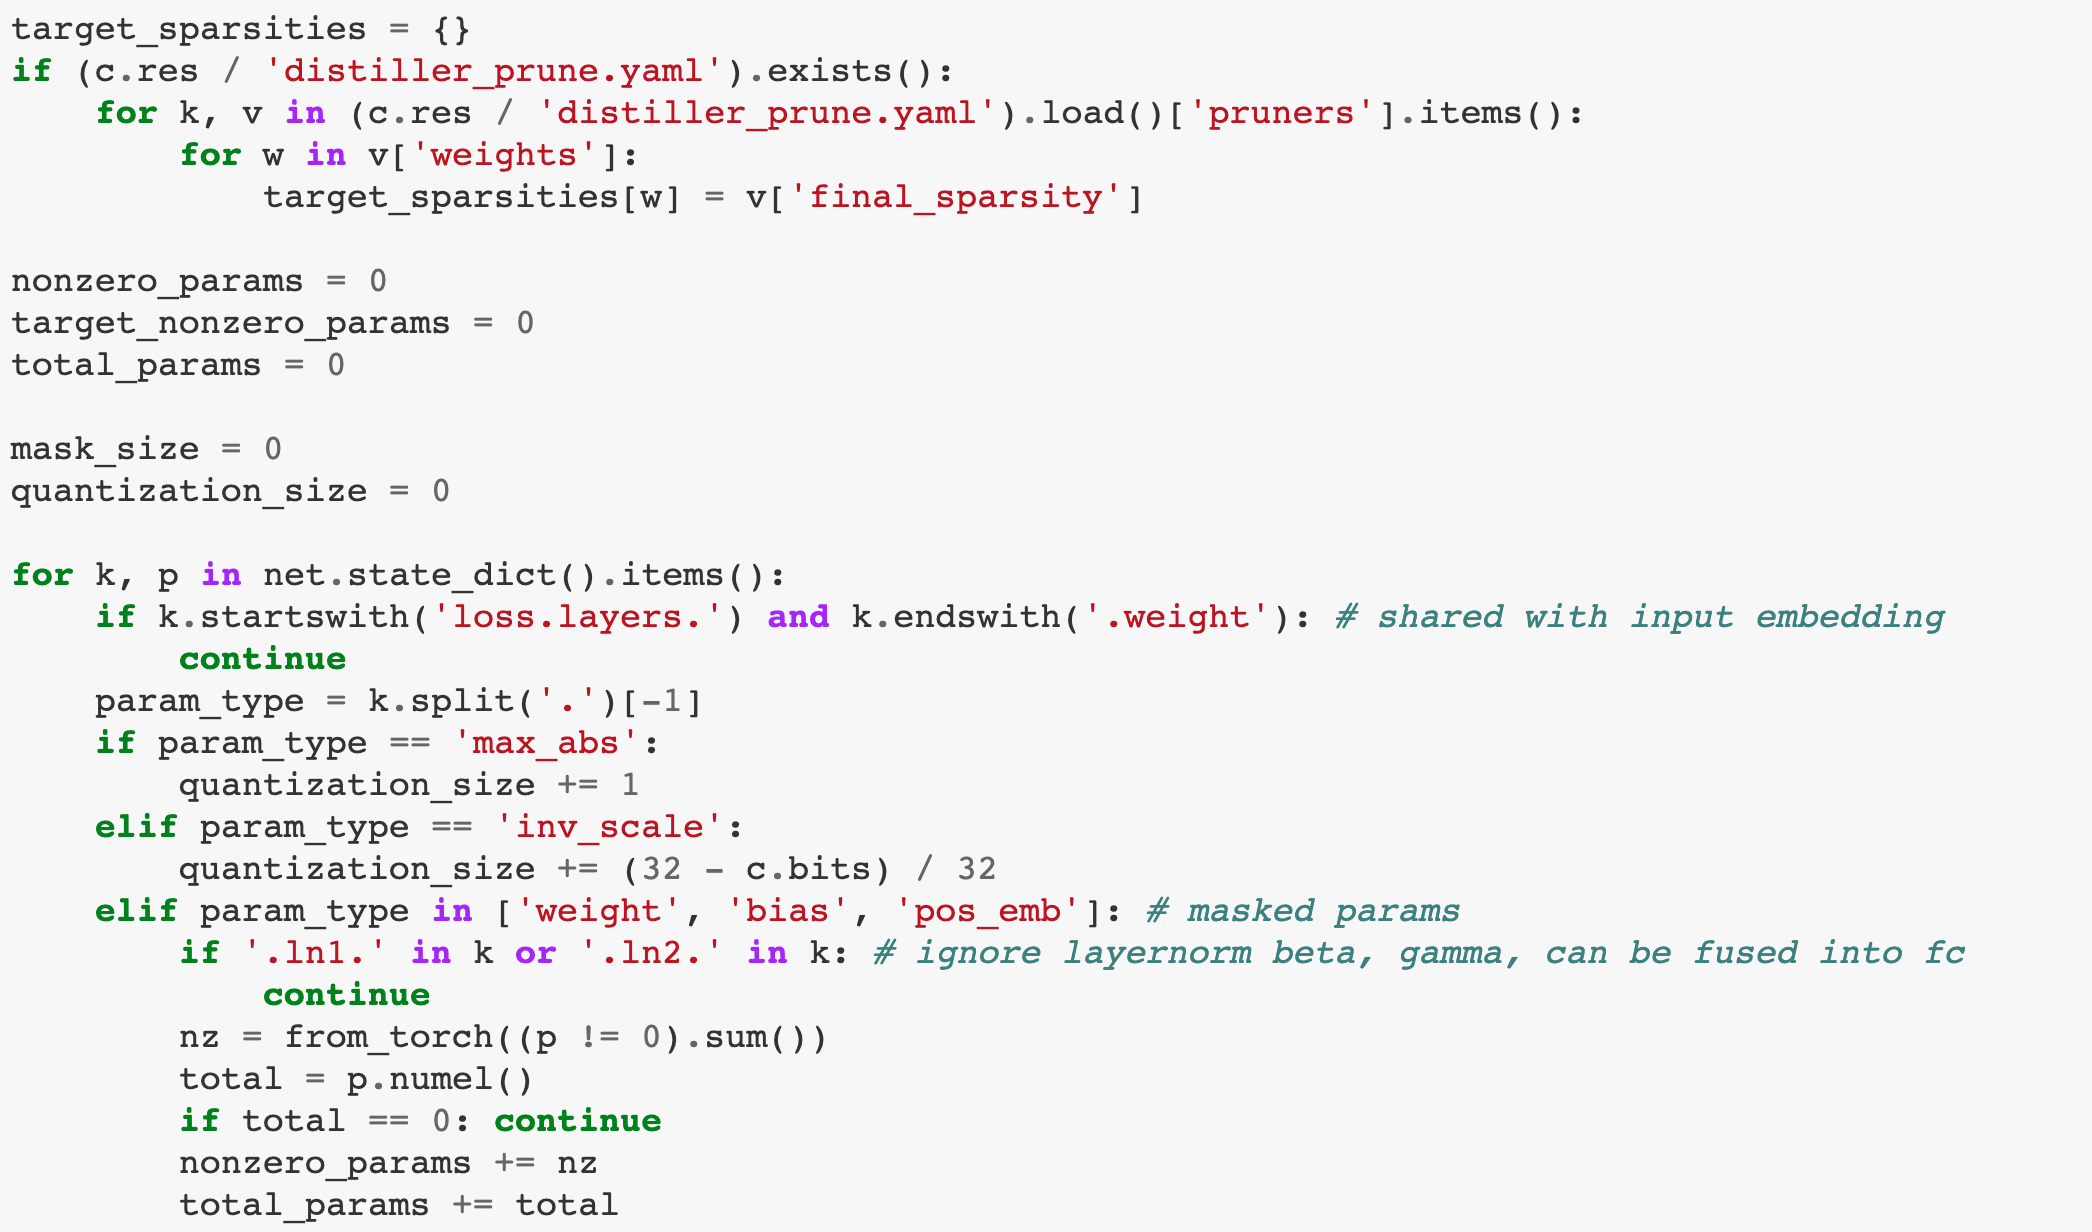 target_sparsities = {}
if (c.res / 'distiller_prune.yaml').exists():
    for k, v in (c.res / 'distiller_prune.yaml').load()['pruners'].items():
        for w in v['weights']:
            target_sparsities[w] = v['final_sparsity']

nonzero_params = 0
target_nonzero_params = 0
total_params = 0

mask_size = 0
quantization_size = 0

for k, p in net.state_dict().items():
    if k.startswith('loss.layers.') and k.endswith('.weight'): # shared with input embedding
        continue
    param_type = k.split('.')[-1]
    if param_type == 'max_abs':
        quantization_size += 1
    elif param_type == 'inv_scale':
        quantization_size += (32 - c.bits) / 32
    elif param_type in ['weight', 'bias', 'pos_emb']: # masked params
        if '.ln1.' in k or '.ln2.' in k: # ignore layernorm beta, gamma, can be fused into fc
            continue
        nz = from_torch((p != 0).sum())
        total = p.numel()
        if total == 0: continue
        nonzero_params += nz
        total_params += total